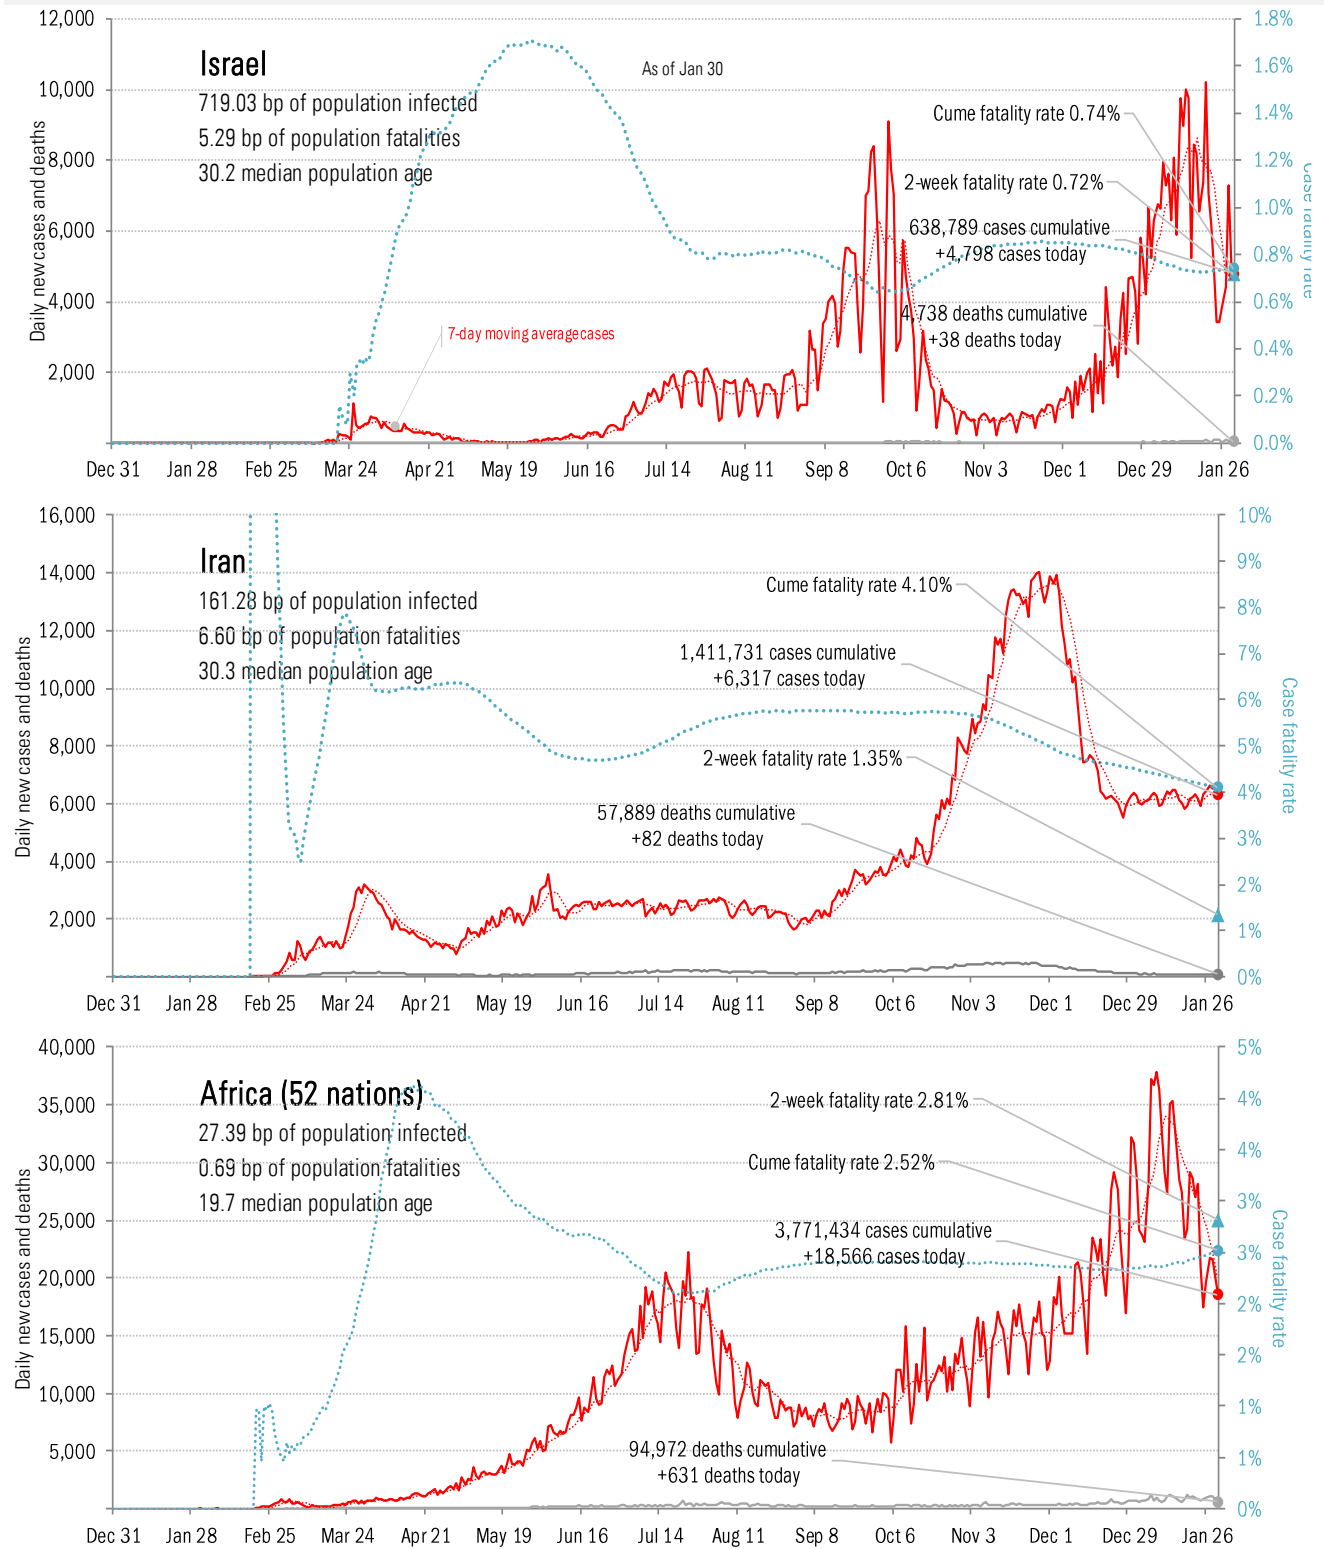 12,000
10,000
8,000
6,000
4,000
2,000
Daily new cases and deaths
Israel
719.03 bp of population infected
5.29 bp of population fatalities
30.2 median population age
As of Jan 30
7-day moving average cases
Cume fatality rate 0.74%
2-week fatality rate 0.72%
638,789 cases cumulative
+4,798 cases today
4,738 deaths cumulative
+38 deaths today
1.8%
1.6%
1.4%
1.2%
1.0%
0.8%
0.6%
0.4%
0.2%
0.0%
Case fatality rate
Dec 31 Jan 28 Feb 25 Mar 24 Apr 21 May 19 Jun 16 Jul 14 Aug 11 Sep 8 Oct 6 Nov 3 Dec 1 Dec 29 Jan 26
16,000
14,000
12,000
10,000
8,000
6,000
4,000
2,000
Daily new cases and deaths
Iran
161.28 bp of population infected
6.60 bp of population fatalities
30.3 median population age
Cume fatality rate 4.10%
1,411,731 cases cumulative
+6,317 cases today
2-week fatality rate 1.35%
57,889 deaths cumulative
+82 deaths today
10%
9%
8%
7%
6%
5%
4%
3%
2%
1%
0%
Case fatality rate
Dec 31 Jan 28 Feb 25 Mar 24 Apr 21 May 19 Jun 16 Jul 14 Aug 11 Sep 8 Oct 6 Nov 3 Dec 1 Dec 29 Jan 26
40,000
35,000
30,000
25,000
20,000
15,000
10,000
5,000
Daily new cases and deaths
Africa (52 nations)
27.39 bp of population infected
0.69 bp of population fatalities
19.7 median population age
2-week fatality rate 2.81%
Cume fatality rate 2.52%
3,771,434 cases cumulative
+18,566 cases today
94,972 deaths cumulative
+631 deaths today
5%
4%
4%
3%
3%
2%
2%
1%
1%
0%
Case fatality rate
Dec 31 Jan 28 Feb 25 Mar 24 Apr 21 May 19 Jun 16 Jul 14 Aug 11 Sep 8 Oct 6 Nov 3 Dec 1 Dec 29 Jan 26